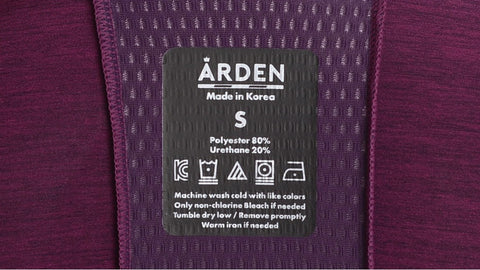 ARDEN
Made in Korea
S
Polyester 80%
Urethane 20%
Machine wash cold with like colors
Only non-chlorine Bleach if needed
Tumble dry low / Remove promptly
Warm iron if needed